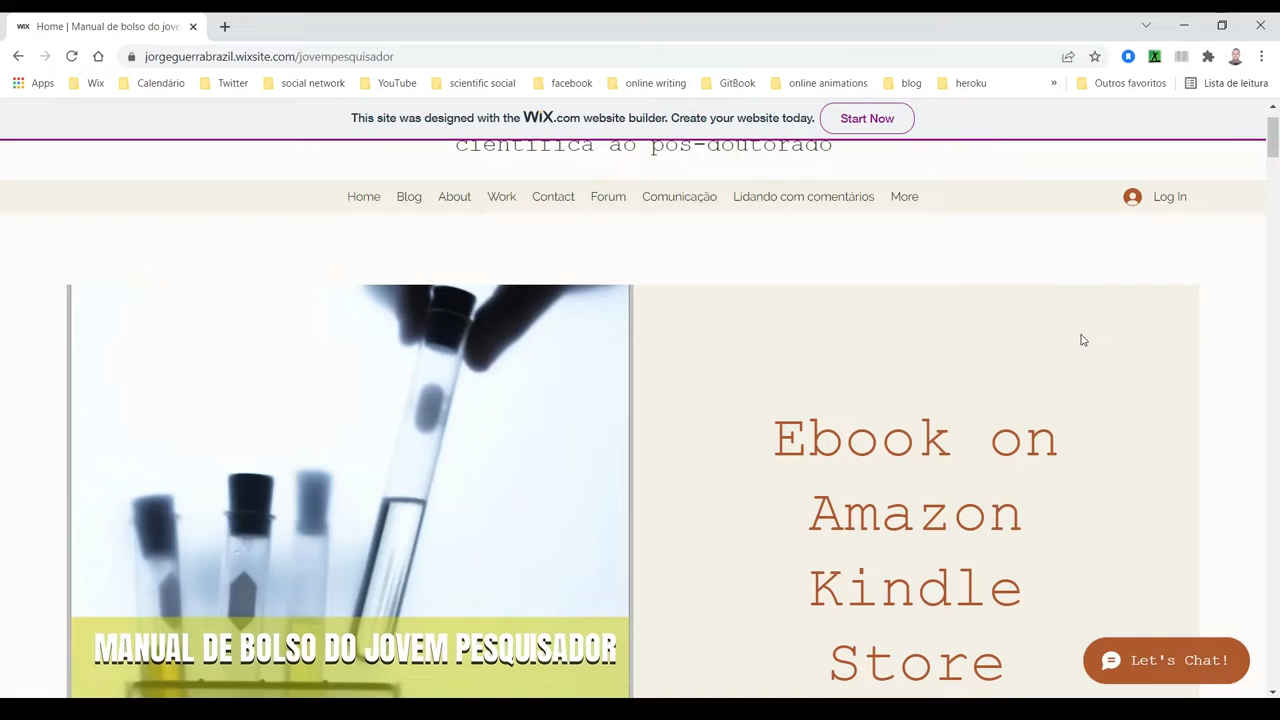 WIX Home | Manual de bolso do jove
jorgeguerrabrazil.wixsite.com/jovempesquisador
Apps Wix Calendário Twitter social network YouTube scientific social facebook online writing GitBook online animations blog heroku » Outros favoritos Lista de leitura
This site was designed with the WiX.com website builder. Create your website today. Start Now
científica ao pós-doutorado
Home Blog About Work Contact Forum Comunicação Lidando com comentários More Log In
Ebook on
Amazon
Kindle
Store
MANUAL DE BOLSO DO JOVEM PESQUISADOR
Let's Chat!